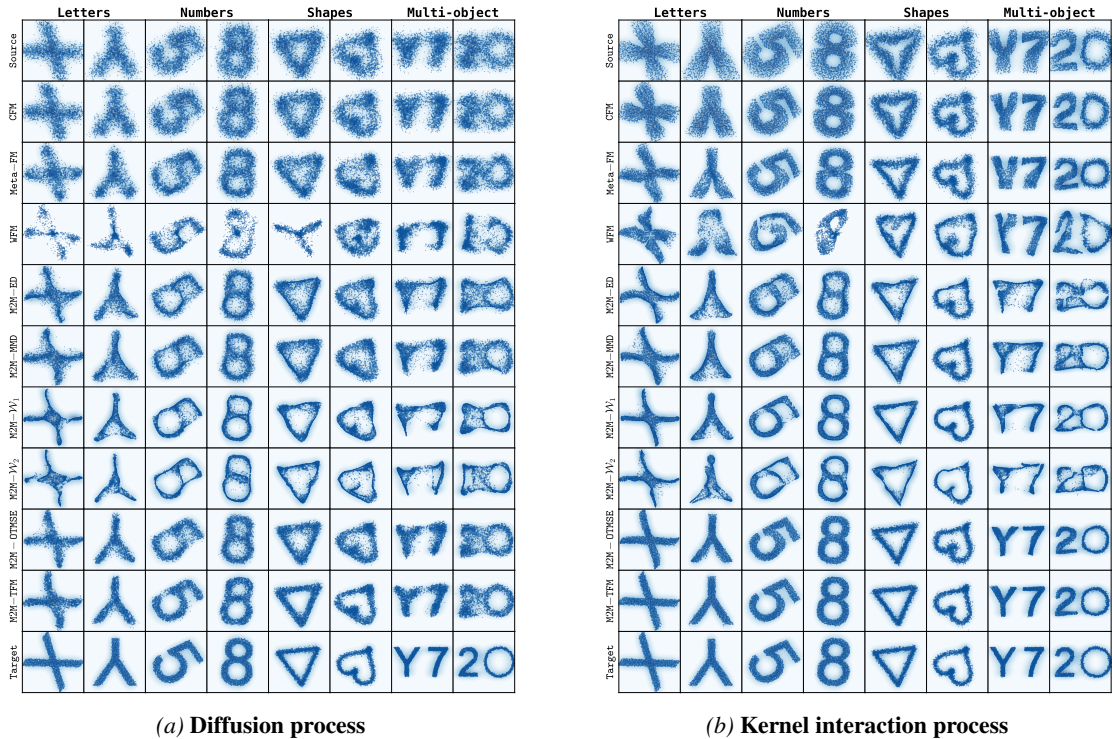 Letters Numbers Shapes Multi-object
Source
CFM
Meta-FM
WFM
M2M-ED
M2M-MMD
M2M-𝒲₁
M2M-𝒲₂
M2M-OTMSE
M2M-TFM
Target
(a) Diffusion process
Letters Numbers Shapes Multi-object
Source
CFM
Meta-FM
WFM
M2M-ED
M2M-MMD
M2M-𝒲₁
M2M-𝒲₂
M2M-OTMSE
M2M-TFM
Target
(b) Kernel interaction process